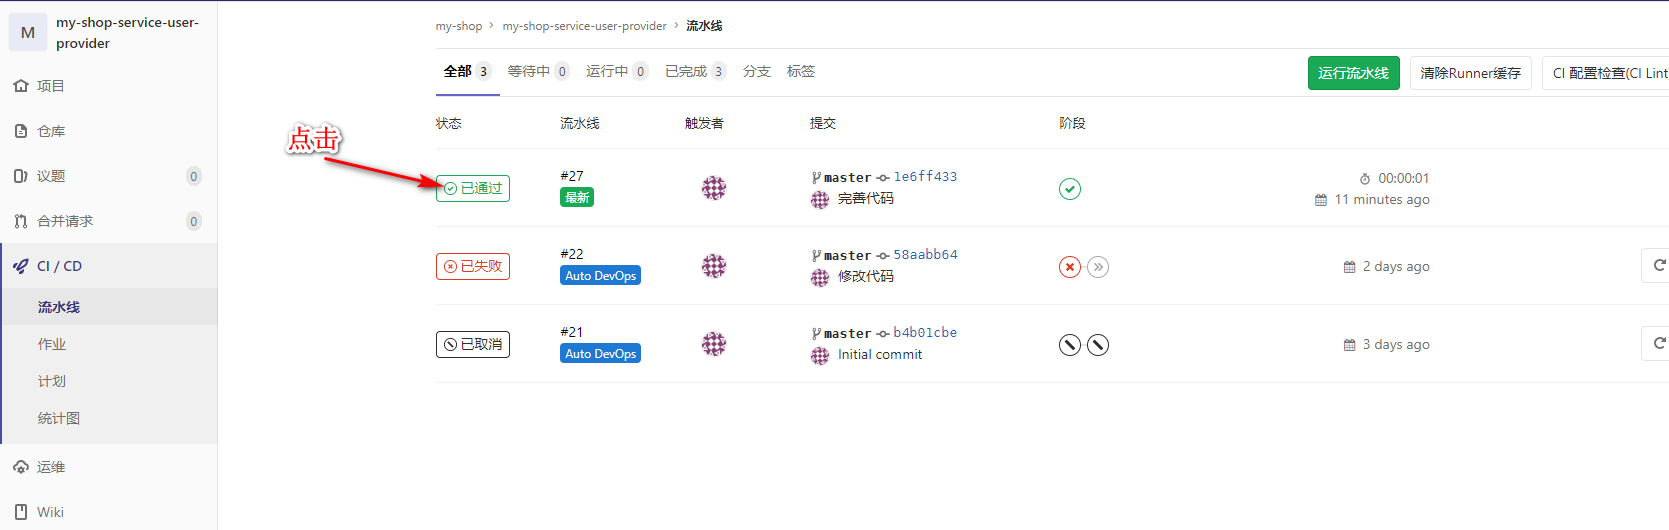 M
my-shop-service-user-
provider
项目
仓库
议题 0
合并请求 0
CI / CD
流水线
作业
计划
统计图
运维
Wiki
my-shop › my-shop-service-user-provider › 流水线
全部 3 等待中 0 运行中 0 已完成 3 分支 标签
运行流水线 清除Runner缓存 CI 配置检查(CI Lint
状态 流水线 触发者 提交 阶段
点击
已通过 #27 最新 master 1e6ff433 00:00:01
完善代码 11 minutes ago
已失败 #22 Auto DevOps master 58aabb64
修改代码 2 days ago
已取消 #21 Auto DevOps master b4b01cbe
Initial commit 3 days ago